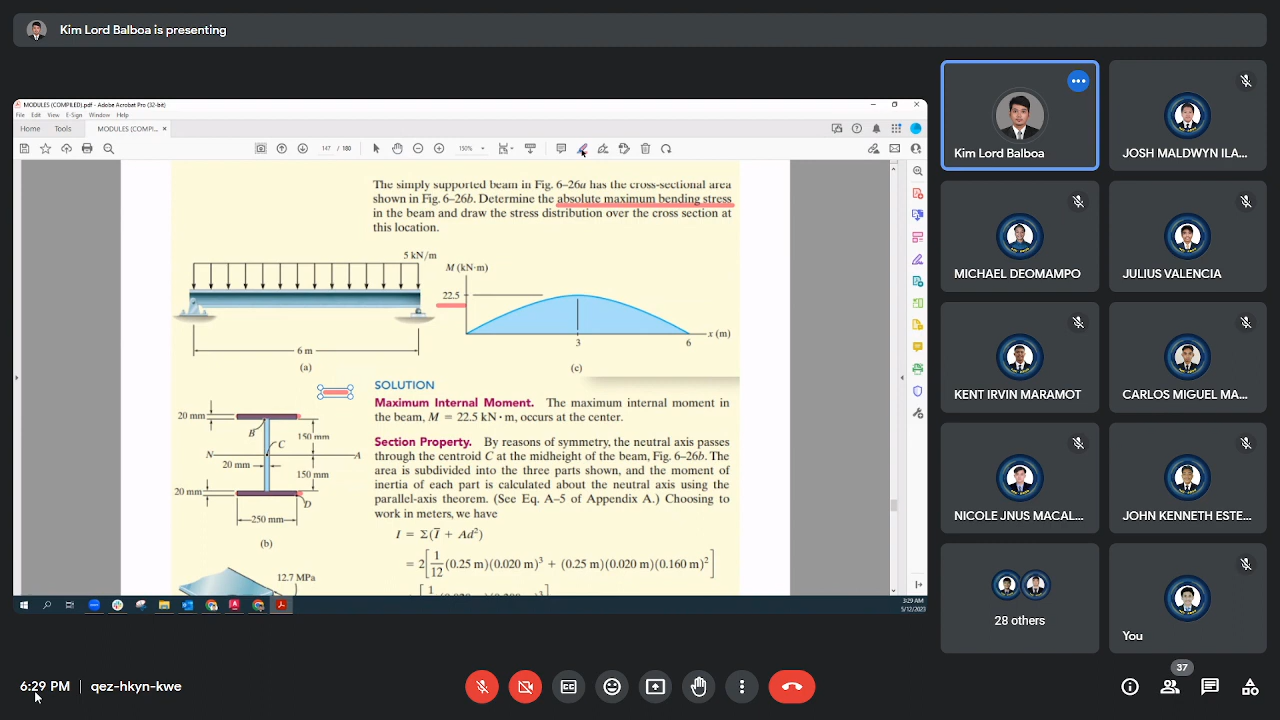 Kim Lord Balboa is presenting
MODULES (COMPILED).pdf - Adobe Acrobat Pro (32-bit)
File Edit View E-Sign Window Help
Home Tools MODULES (COMPI... ×
147 / 180 150%
The simply supported beam in Fig. 6–26a has the cross-sectional area
shown in Fig. 6–26b. Determine the absolute maximum bending stress
in the beam and draw the stress distribution over the cross section at
this location.
5 kN/m
6 m
(a)
M (kN·m)
22.5
x (m)
3
6
(c)
20 mm
B
C
150 mm
N
A
20 mm
150 mm
20 mm
D
250 mm
(b)
12.7 MPa
SOLUTION
Maximum Internal Moment. The maximum internal moment in
the beam, M = 22.5 kN · m, occurs at the center.
Section Property. By reasons of symmetry, the neutral axis passes
through the centroid C at the midheight of the beam, Fig. 6–26b. The
area is subdivided into the three parts shown, and the moment of
inertia of each part is calculated about the neutral axis using the
parallel-axis theorem. (See Eq. A–5 of Appendix A.) Choosing to
work in meters, we have
I = Σ(I̅ + Ad²)
= 2[1/12 (0.25 m)(0.020 m)³ + (0.25 m)(0.020 m)(0.160 m)²]
3:29 AM
5/12/2023
Kim Lord Balboa
JOSH MALDWYN ILA...
MICHAEL DEOMAMPO
JULIUS VALENCIA
KENT IRVIN MARAMOT
CARLOS MIGUEL MA...
NICOLE JNUS MACAL...
JOHN KENNETH ESTE...
28 others
You
6:29 PM | qez-hkyn-kwe
37